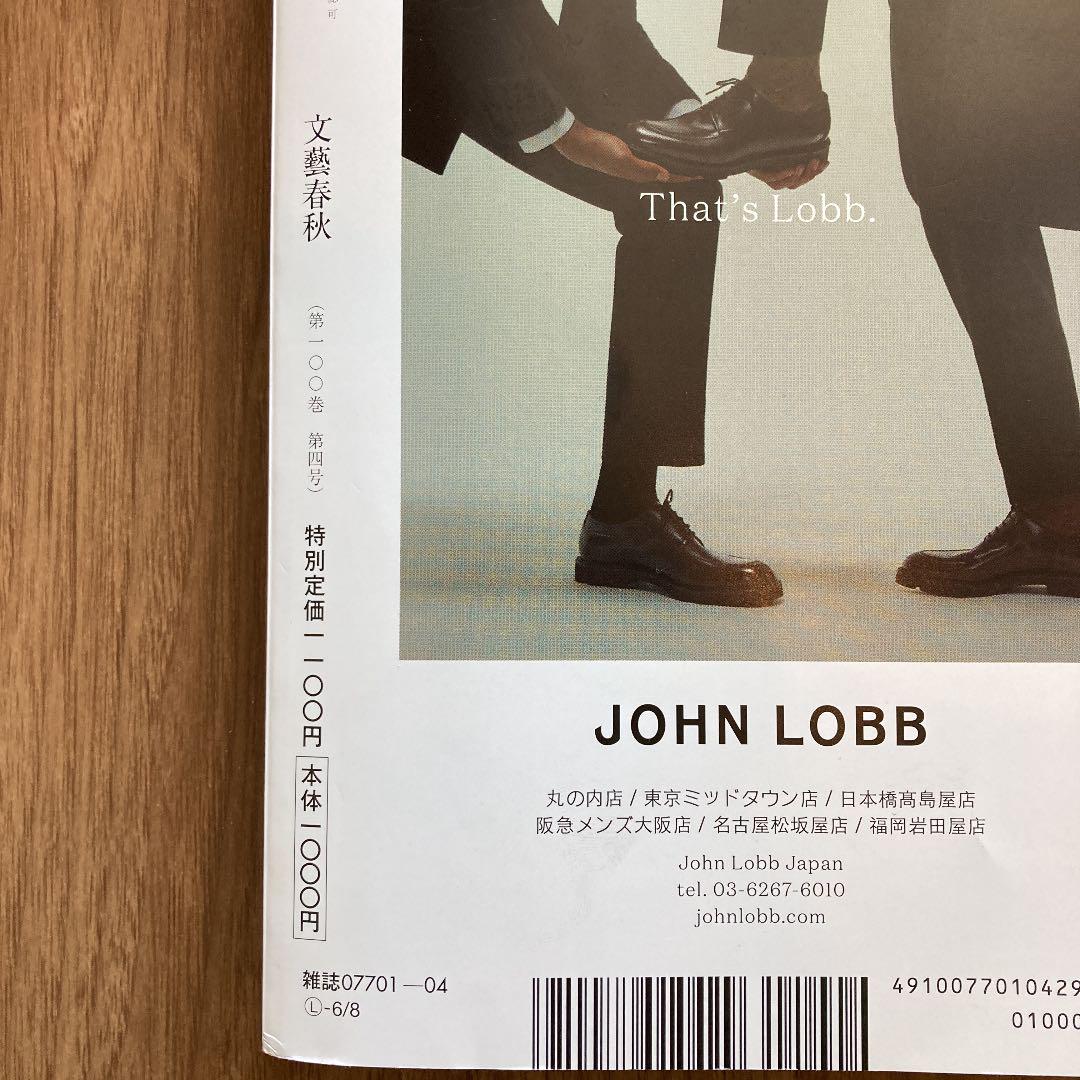 可
文藝春秋
（第一〇〇巻 第四号）
特別定価一一〇〇円
本体一〇〇〇円
That's Lobb.
JOHN LOBB
丸の内店 / 東京ミッドタウン店 / 日本橋髙島屋店
阪急メンズ大阪店 / 名古屋松坂屋店 / 福岡岩田屋店
John Lobb Japan
tel. 03-6267-6010
johnlobb.com
雑誌07701—04
Ⓛ-6/8
4910077010429
01000